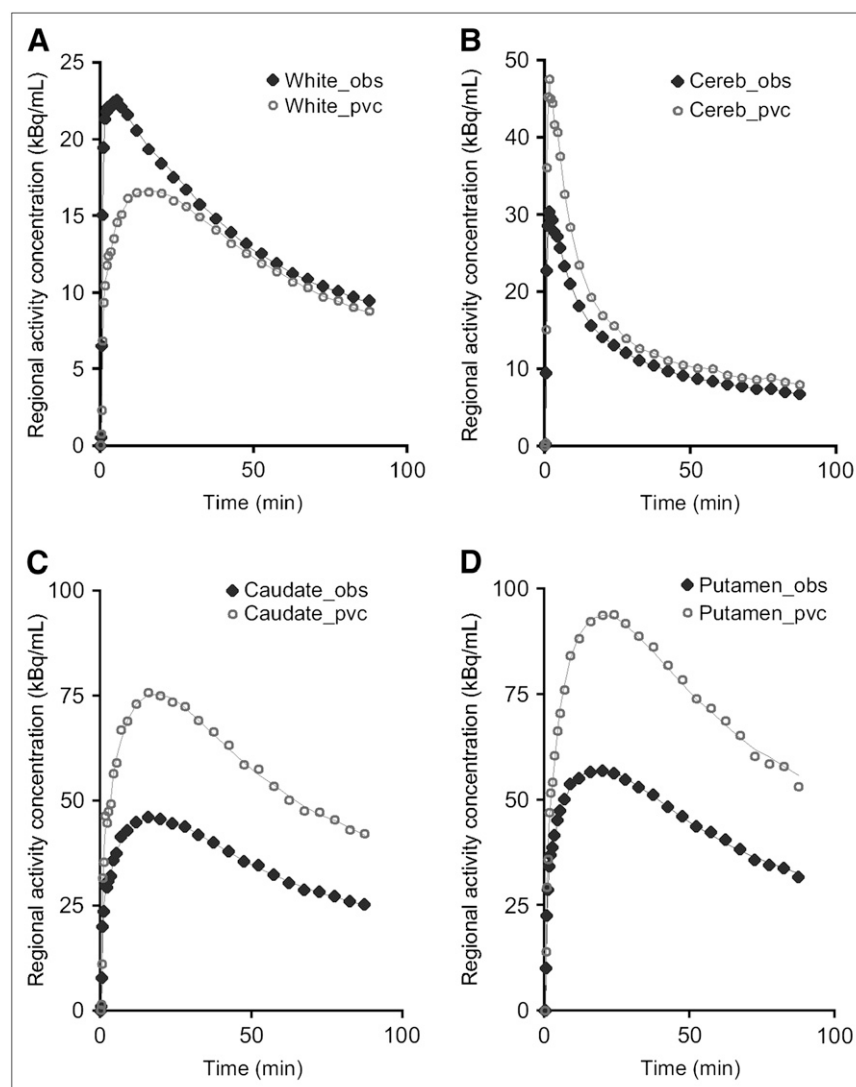 A
Regional activity concentration (kBq/mL)
25
20
15
10
5
0
White_obs
White_pvc
0
50
100
Time (min)
B
Regional activity concentration (kBq/mL)
50
40
30
20
10
0
Cereb_obs
Cereb_pvc
0
50
100
Time (min)
C
Regional activity concentration (kBq/mL)
100
75
50
25
0
Caudate_obs
Caudate_pvc
0
50
100
Time (min)
D
Regional activity concentration (kBq/mL)
100
75
50
25
0
Putamen_obs
Putamen_pvc
0
50
100
Time (min)